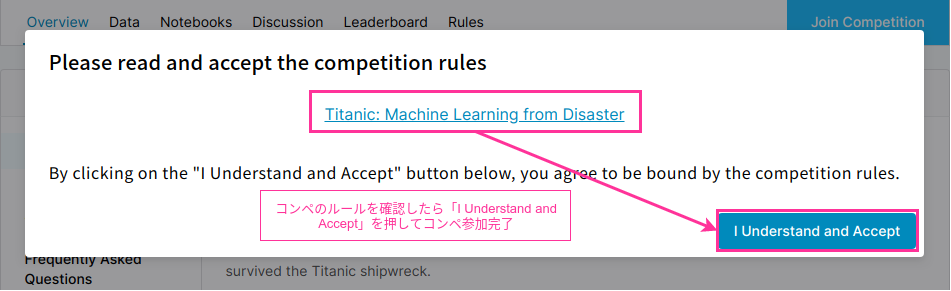 Overview Data Notebooks Discussion Leaderboard Rules Join Competition
Please read and accept the competition rules
Titanic: Machine Learning from Disaster
By clicking on the "I Understand and Accept" button below, you agree to be bound by the competition rules.
コンペのルールを確認したら「I Understand and
Accept」を押してコンペ参加完了
I Understand and Accept
Frequently Asked
Questions
survived the Titanic shipwreck.